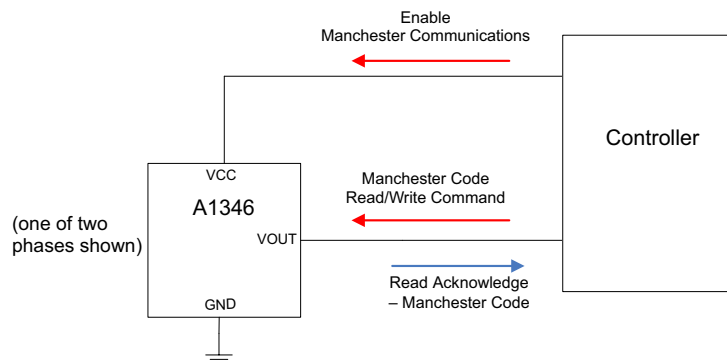 Enable
Manchester Communications
Controller
VCC
A1346
Manchester Code
Read/Write Command
(one of two
phases shown)
VOUT
Read Acknowledge
– Manchester Code
GND